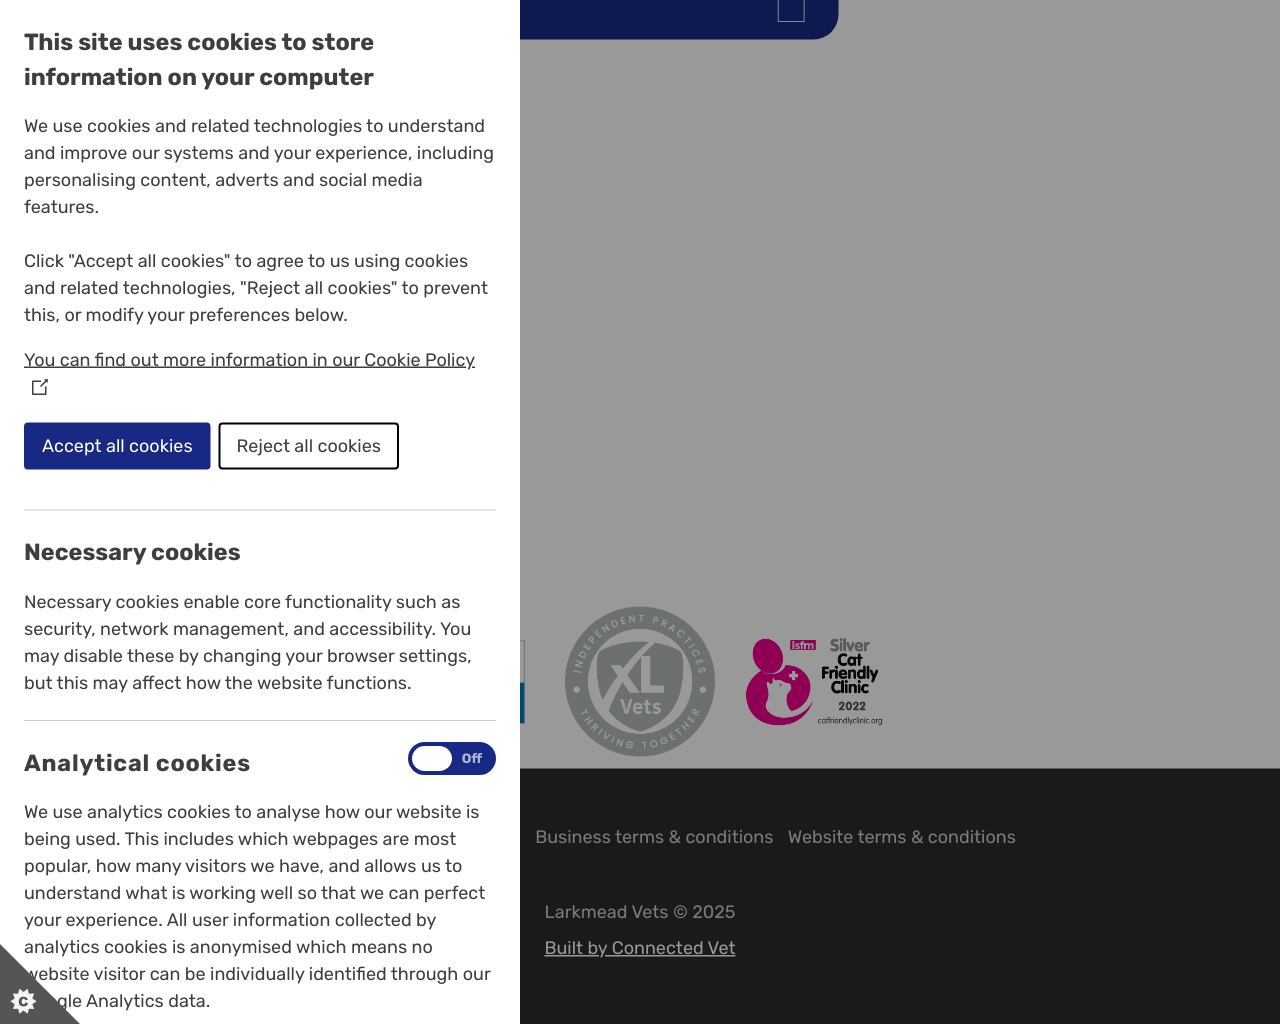 This site uses cookies to store
information on your computer
We use cookies and related technologies to understand
and improve our systems and your experience, including
personalising content, adverts and social media
features.
Click "Accept all cookies" to agree to us using cookies
and related technologies, "Reject all cookies" to prevent
this, or modify your preferences below.
You can find out more information in our Cookie Policy
Accept all cookies
Reject all cookies
Necessary cookies
Necessary cookies enable core functionality such as
security, network management, and accessibility. You
may disable these by changing your browser settings,
but this may affect how the website functions.
Analytical cookies
Off
We use analytics cookies to analyse how our website is
being used. This includes which webpages are most
popular, how many visitors we have, and allows us to
understand what is working well so that we can perfect
your experience. All user information collected by
analytics cookies is anonymised which means no
website visitor can be individually identified through our
gle Analytics data.
C
INDEPENDENT PRACTICES
XL
Vets
THRIVING TOGETHER
isfm
Silver
Cat
Friendly
Clinic
2022
catfriendlyclinic.org
Business terms & conditions
Website terms & conditions
Larkmead Vets © 2025
Built by Connected Vet